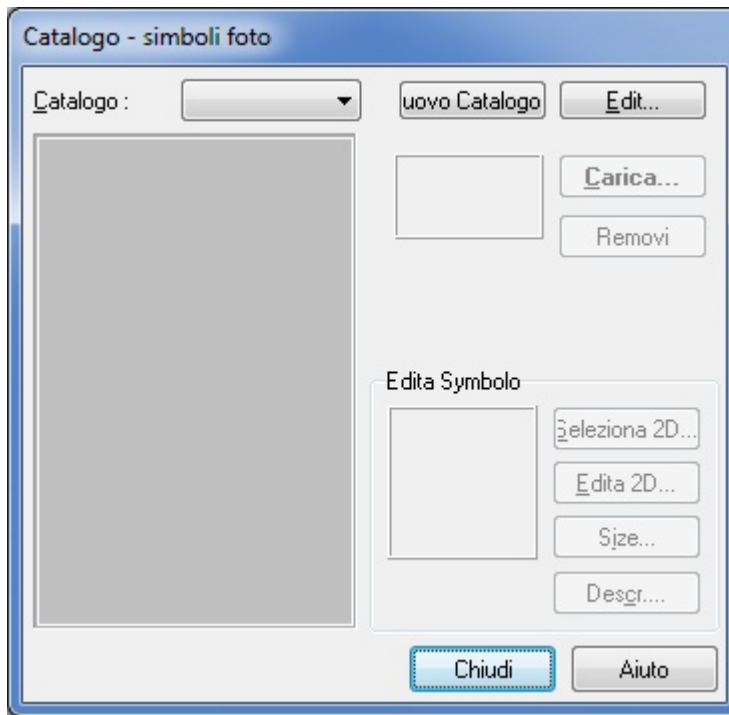 Catalogo - simboli foto
Catalogo :
uovo Catalogo
Edit...
Carica...
Removi
Edita Symbolo
Seleziona 2D...
Edita 2D...
Size...
Descr....
Chiudi
Aiuto